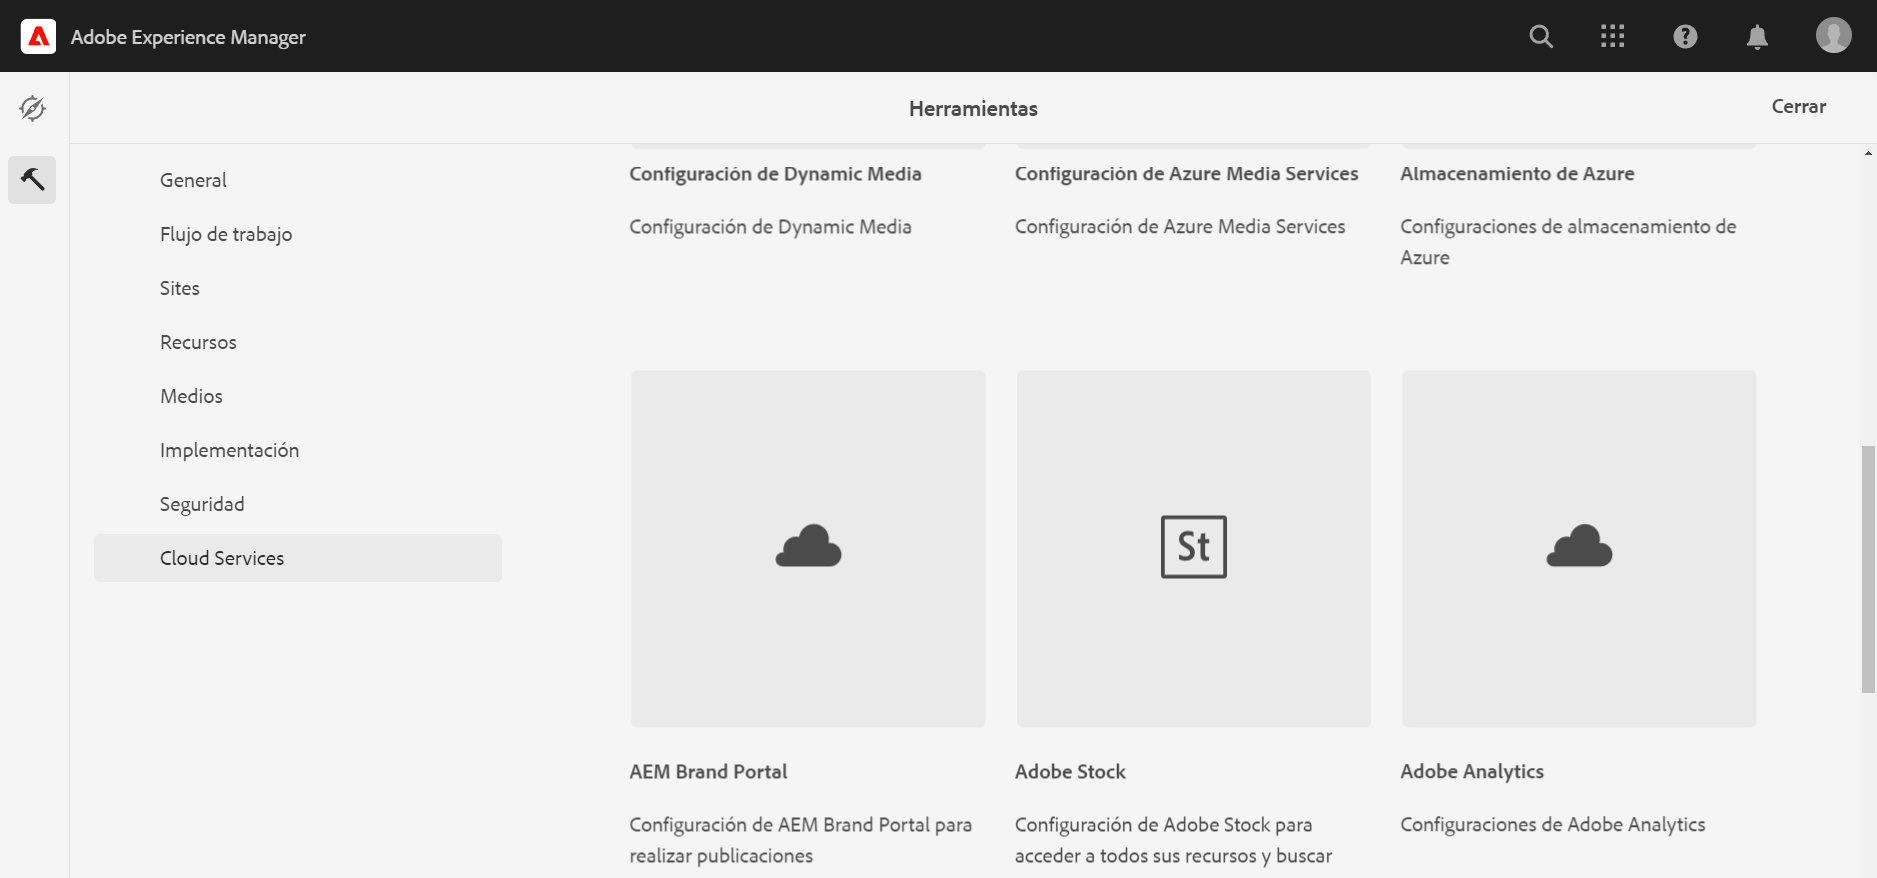 Adobe Experience Manager
Herramientas
Cerrar
General
Flujo de trabajo
Sites
Recursos
Medios
Implementación
Seguridad
Cloud Services
Configuración de Dynamic Media
Configuración de Dynamic Media
Configuración de Azure Media Services
Configuración de Azure Media Services
Almacenamiento de Azure
Configuraciones de almacenamiento de
Azure
AEM Brand Portal
Configuración de AEM Brand Portal para
realizar publicaciones
St
Adobe Stock
Configuración de Adobe Stock para
acceder a todos sus recursos y buscar
Adobe Analytics
Configuraciones de Adobe Analytics